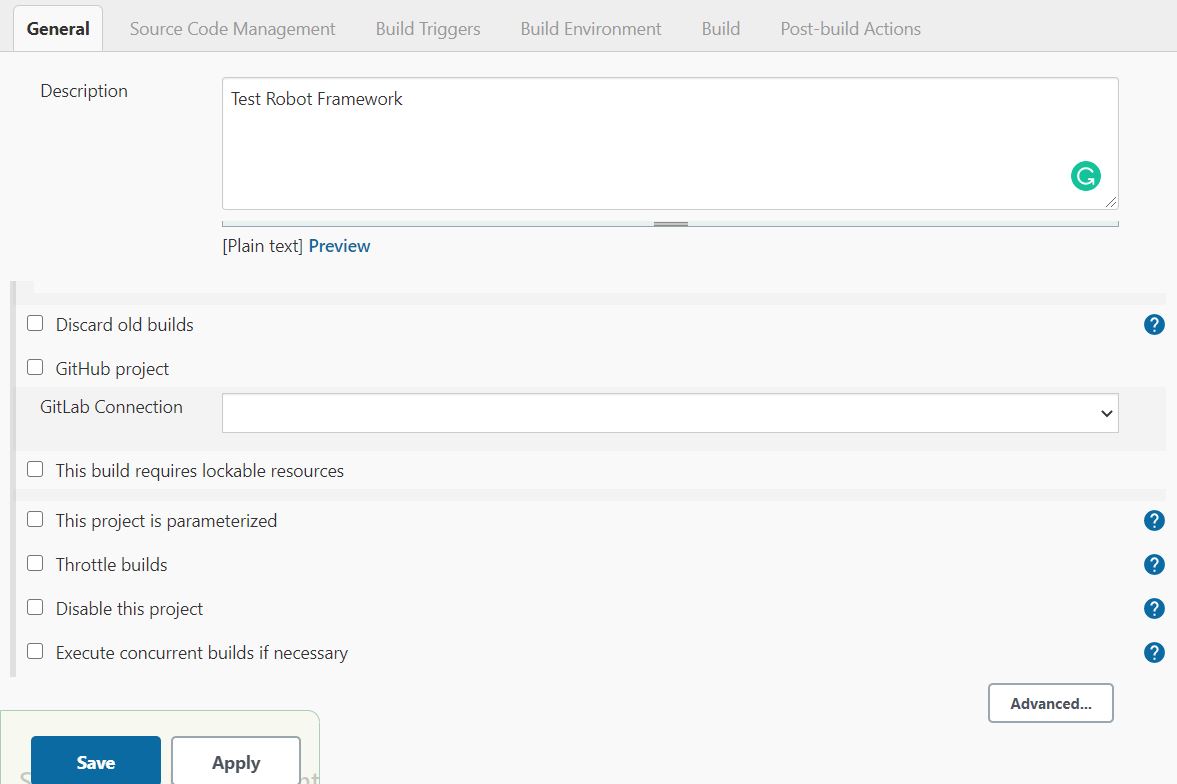 General Source Code Management Build Triggers Build Environment Build Post-build Actions
Description
Test Robot Framework
[Plain text] Preview
Discard old builds ?
GitHub project
GitLab Connection
This build requires lockable resources
This project is parameterized ?
Throttle builds ?
Disable this project ?
Execute concurrent builds if necessary ?
Advanced...
Save Apply